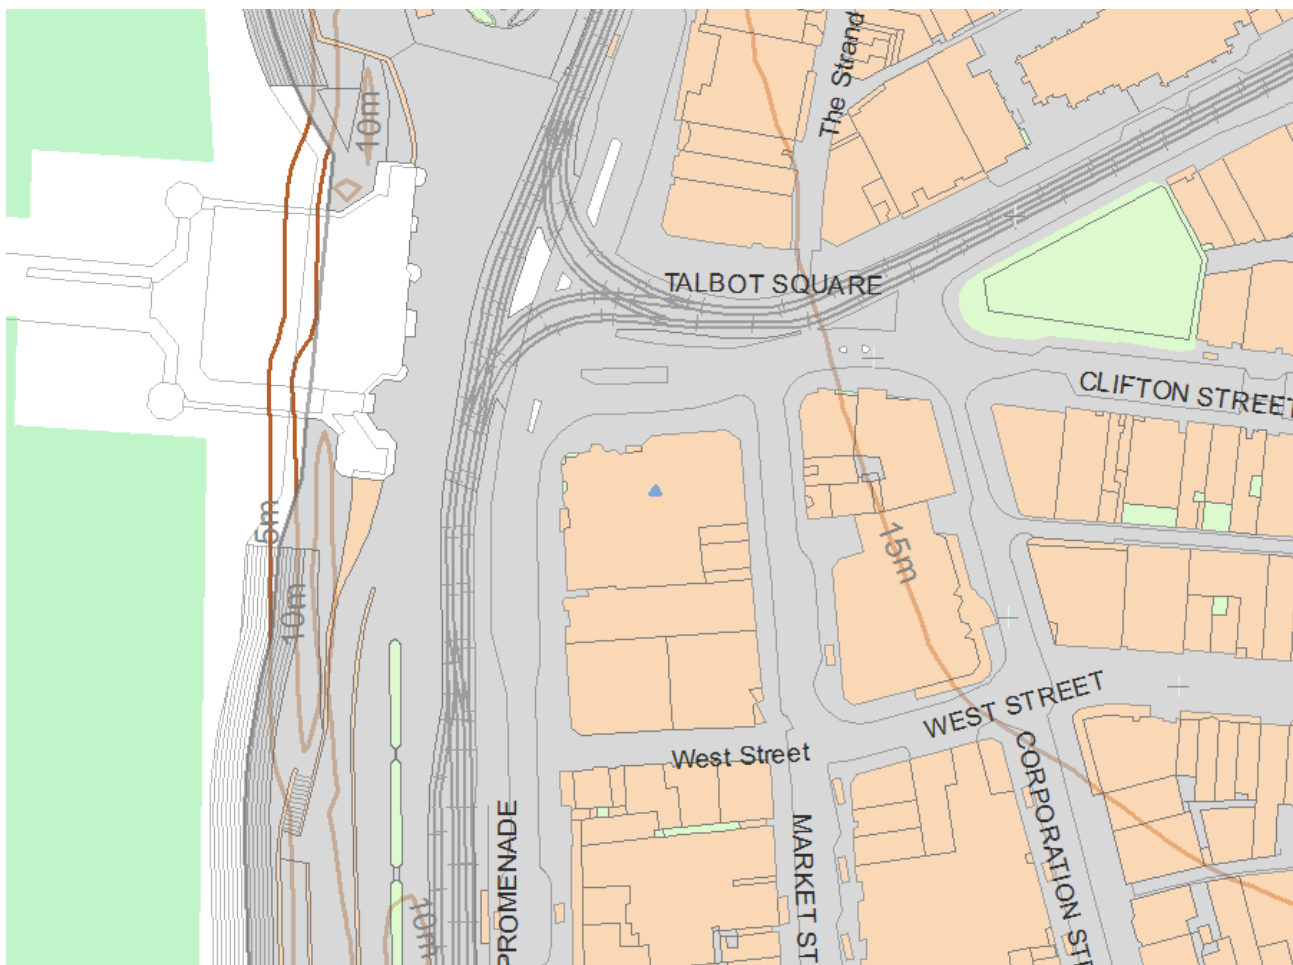 The Strand
10m
TALBOT SQUARE
CLIFTON STREET
5m
15m
10m
WEST STREET
West Street
CORPORATION STR
MARKET ST
PROMENADE
10m